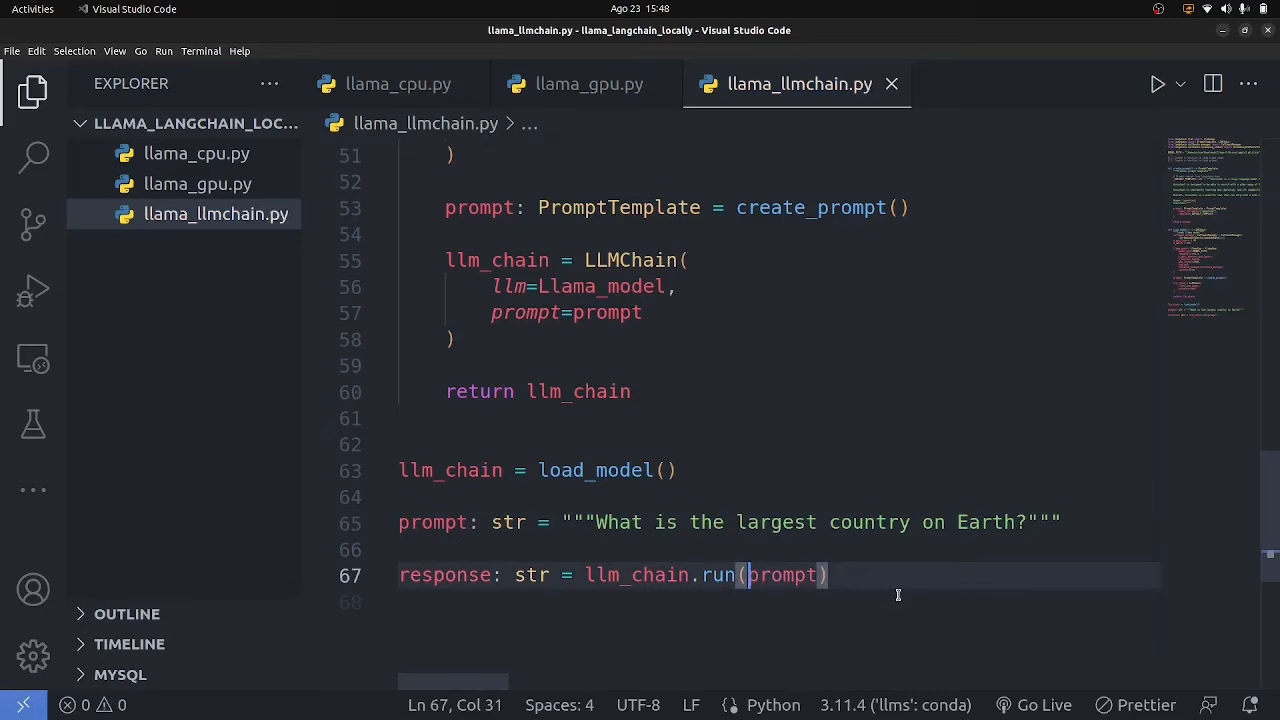 Activities
Visual Studio Code
Ago 23 15:48
llama_llmchain.py - llama_langchain_locally - Visual Studio Code
File Edit Selection View Go Run Terminal Help
EXPLORER
llama_cpu.py
llama_gpu.py
llama_llmchain.py
LLAMA_LANGCHAIN_LOC...
llama_cpu.py
llama_gpu.py
llama_llmchain.py
OUTLINE
TIMELINE
MYSQL
llama_llmchain.py > ...
51 )
52
53 prompt: PromptTemplate = create_prompt()
54
55 llm_chain = LLMChain(
56 llm=Llama_model,
57 prompt=prompt
58 )
59
60 return llm_chain
61
62
63 llm_chain = load_model()
64
65 prompt: str = """What is the largest country on Earth?"""
66
67 response: str = llm_chain.run(prompt)
68
0 0
Ln 67, Col 31
Spaces: 4
UTF-8
LF
Python
3.11.4 ('llms': conda)
Go Live
Prettier